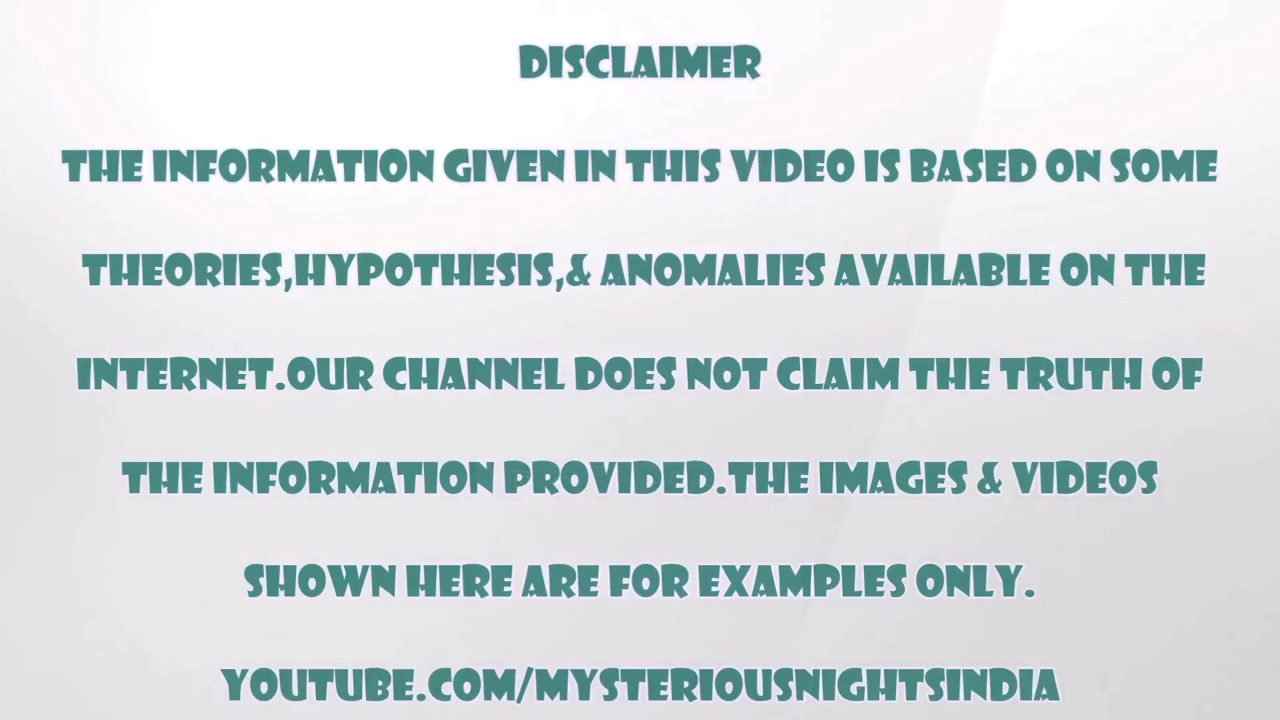 DISCLAIMER
THE INFORMATION GIVEN IN THIS VIDEO IS BASED ON SOME
THEORIES,HYPOTHESIS,& ANOMALIES AVAILABLE ON THE
INTERNET.OUR CHANNEL DOES NOT CLAIM THE TRUTH OF
THE INFORMATION PROVIDED.THE IMAGES & VIDEOS
SHOWN HERE ARE FOR EXAMPLES ONLY.
YOUTUBE.COM/MYSTERIOUSNIGHTSINDIA